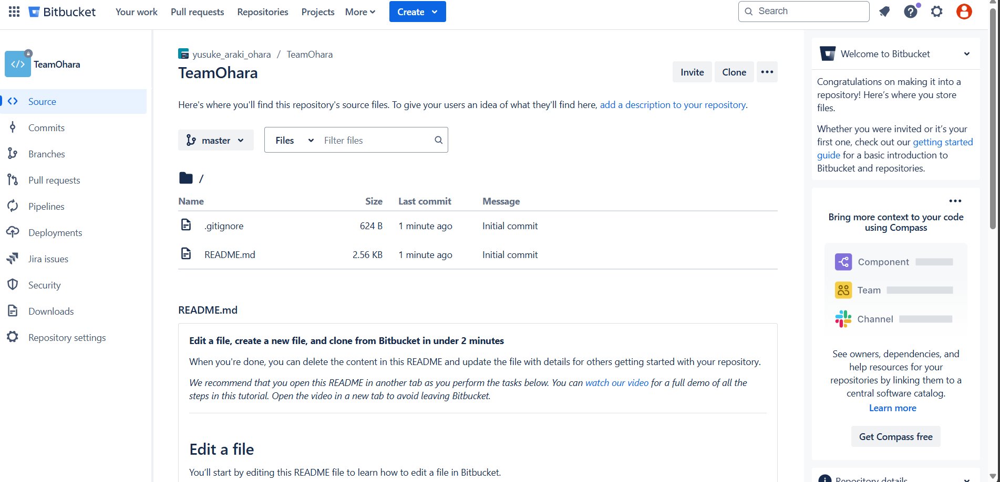 Bitbucket
Your work
Pull requests
Repositories
Projects
More
Create
Search
TeamOhara
Source
Commits
Branches
Pull requests
Pipelines
Deployments
Jira issues
Security
Downloads
Repository settings
yusuke_araki_ohara / TeamOhara
TeamOhara
Invite
Clone
Here's where you'll find this repository's source files. To give your users an idea of what they'll find here, add a description to your repository.
master
Files
Filter files
/
Name Size Last commit Message
.gitignore 624 B 1 minute ago Initial commit
README.md 2.56 KB 1 minute ago Initial commit
README.md
Edit a file, create a new file, and clone from Bitbucket in under 2 minutes
When you're done, you can delete the content in this README and update the file with details for others getting started with your repository.
We recommend that you open this README in another tab as you perform the tasks below. You can watch our video for a full demo of all the
steps in this tutorial. Open the video in a new tab to avoid leaving Bitbucket.
Edit a file
You'll start by editing this README file to learn how to edit a file in Bitbucket.
Welcome to Bitbucket
Congratulations on making it into a
repository! Here's where you store
files.
Whether you were invited or it's your
first one, check out our getting started
guide for a basic introduction to
Bitbucket and repositories.
Bring more context to your code
using Compass
Component
Team
Channel
See owners, dependencies, and
help resources for your
repositories by linking them to a
central software catalog.
Learn more
Get Compass free
Repository details